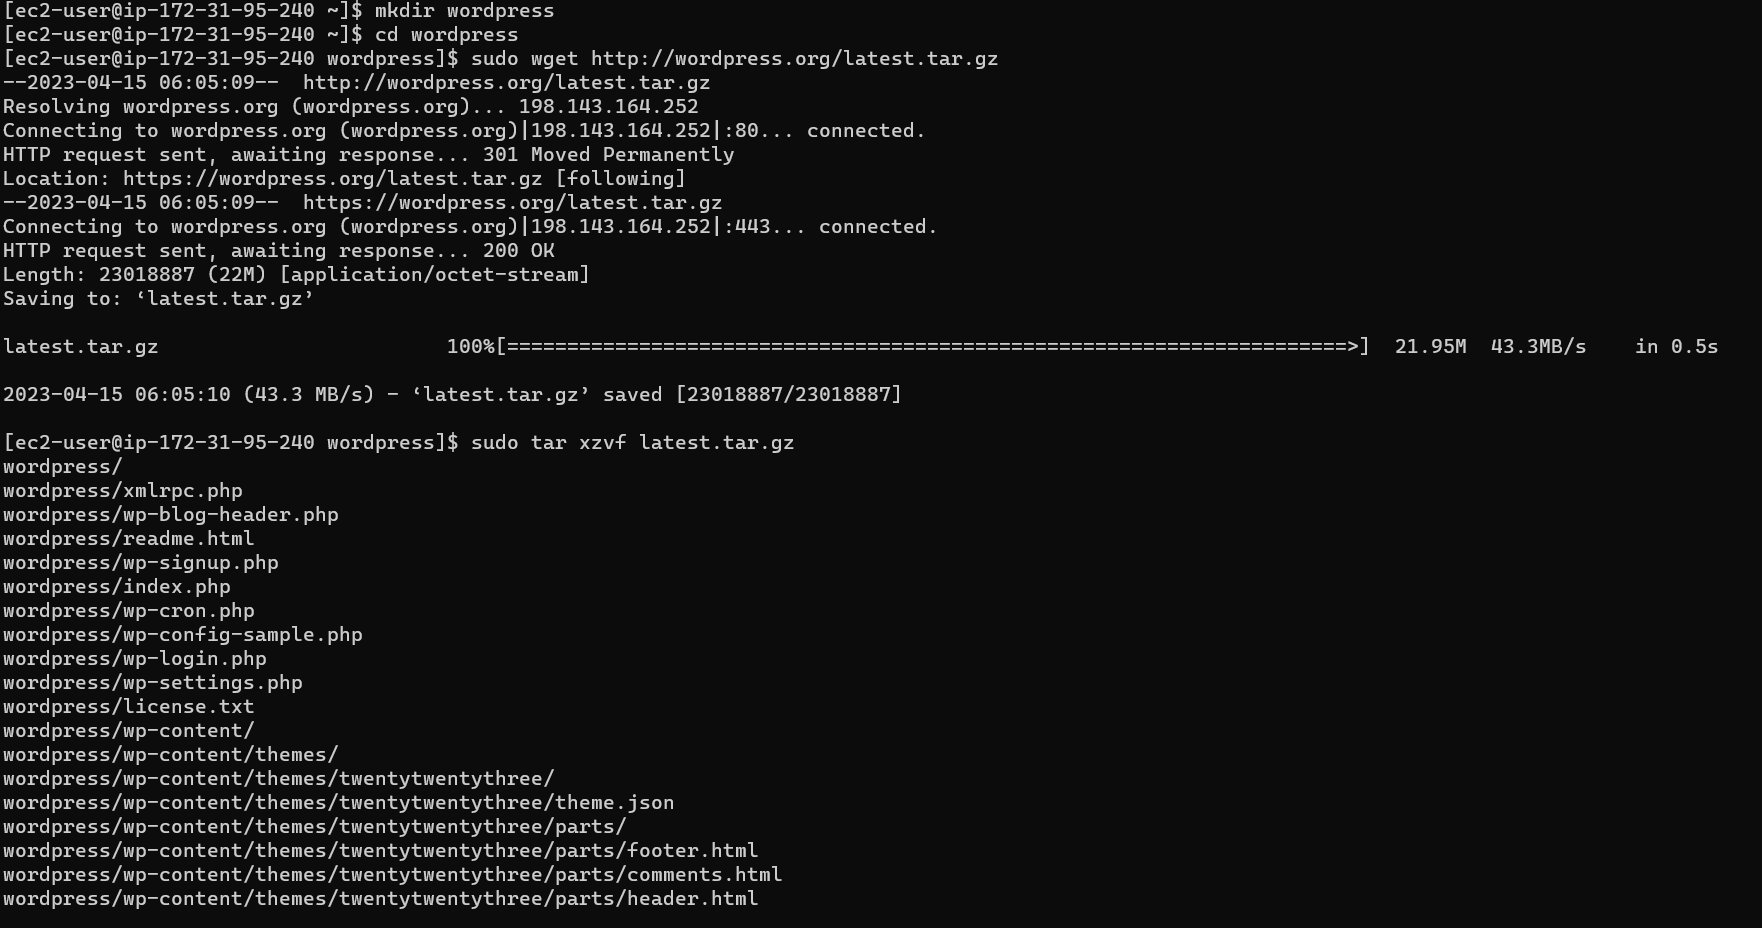 [ec2-user@ip-172-31-95-240 ~]$ mkdir wordpress
[ec2-user@ip-172-31-95-240 ~]$ cd wordpress
[ec2-user@ip-172-31-95-240 wordpress]$ sudo wget http://wordpress.org/latest.tar.gz
--2023-04-15 06:05:09--  http://wordpress.org/latest.tar.gz
Resolving wordpress.org (wordpress.org)... 198.143.164.252
Connecting to wordpress.org (wordpress.org)|198.143.164.252|:80... connected.
HTTP request sent, awaiting response... 301 Moved Permanently
Location: https://wordpress.org/latest.tar.gz [following]
--2023-04-15 06:05:09--  https://wordpress.org/latest.tar.gz
Connecting to wordpress.org (wordpress.org)|198.143.164.252|:443... connected.
HTTP request sent, awaiting response... 200 OK
Length: 23018887 (22M) [application/octet-stream]
Saving to: ‘latest.tar.gz’
latest.tar.gz                        100%[======================================================================>]  21.95M  43.3MB/s    in 0.5s
2023-04-15 06:05:10 (43.3 MB/s) - ‘latest.tar.gz’ saved [23018887/23018887]
[ec2-user@ip-172-31-95-240 wordpress]$ sudo tar xzvf latest.tar.gz
wordpress/
wordpress/xmlrpc.php
wordpress/wp-blog-header.php
wordpress/readme.html
wordpress/wp-signup.php
wordpress/index.php
wordpress/wp-cron.php
wordpress/wp-config-sample.php
wordpress/wp-login.php
wordpress/wp-settings.php
wordpress/license.txt
wordpress/wp-content/
wordpress/wp-content/themes/
wordpress/wp-content/themes/twentytwentythree/
wordpress/wp-content/themes/twentytwentythree/theme.json
wordpress/wp-content/themes/twentytwentythree/parts/
wordpress/wp-content/themes/twentytwentythree/parts/footer.html
wordpress/wp-content/themes/twentytwentythree/parts/comments.html
wordpress/wp-content/themes/twentytwentythree/parts/header.html